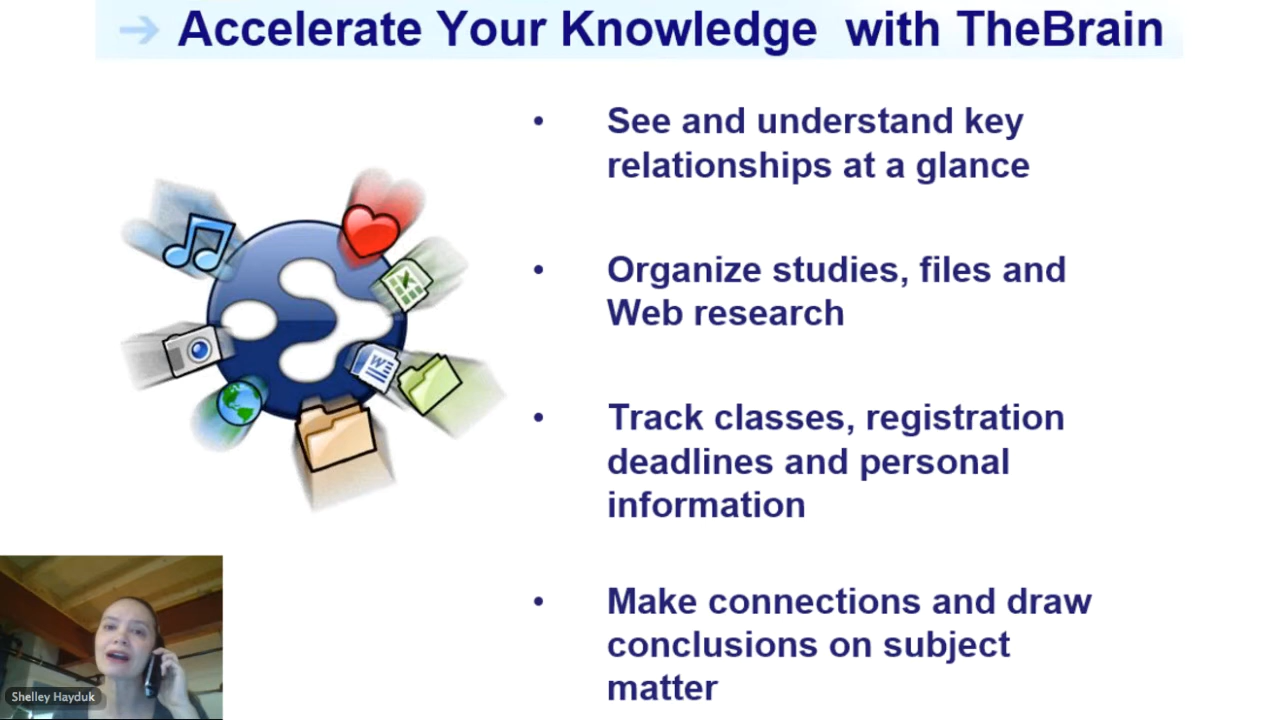 Accelerate Your Knowledge with TheBrain
• See and understand key
relationships at a glance
• Organize studies, files and
Web research
• Track classes, registration
deadlines and personal
information
• Make connections and draw
conclusions on subject
matter
W
Shelley Hayduk